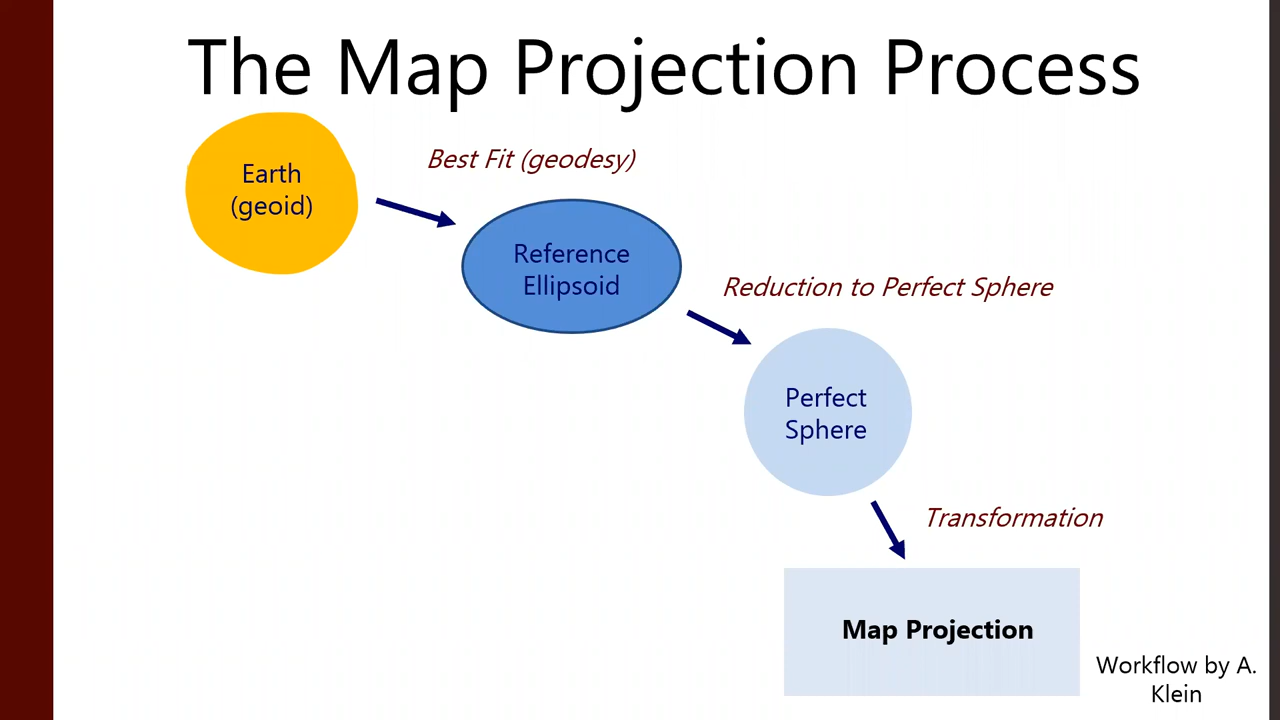 The Map Projection Process
Earth
(geoid)
Best Fit (geodesy)
Reference
Ellipsoid
Reduction to Perfect Sphere
Perfect
Sphere
Transformation
Map Projection
Workflow by A.
Klein